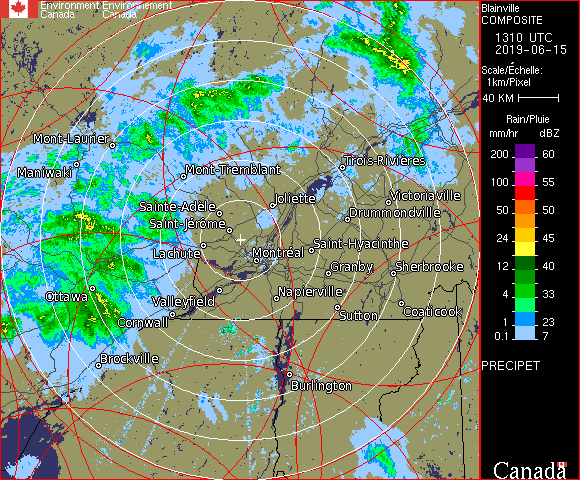 Environment Environnement
Canada Canada
Mont-Laurier
Maniwaki
Mont-Tremblant
Trois-Rivières
Sainte-Adèle
Joliette
Victoriaville
Drummondville
Saint-Jérôme
Lachute
Montréal
Saint-Hyacinthe
Granby
Sherbrooke
Ottawa
Valleyfield
Napierville
Cornwall
Sutton
Coaticook
Brockville
Burlington
Blainville
COMPOSITE
1310 UTC
2019-06-15
Scale/Échelle:
1km/Pixel
40 KM
Rain/Pluie
mm/hr dBZ
200 60
100 55
50 50
24 45
12 40
4 33
1 23
0.1 7
PRECIPET
Canada